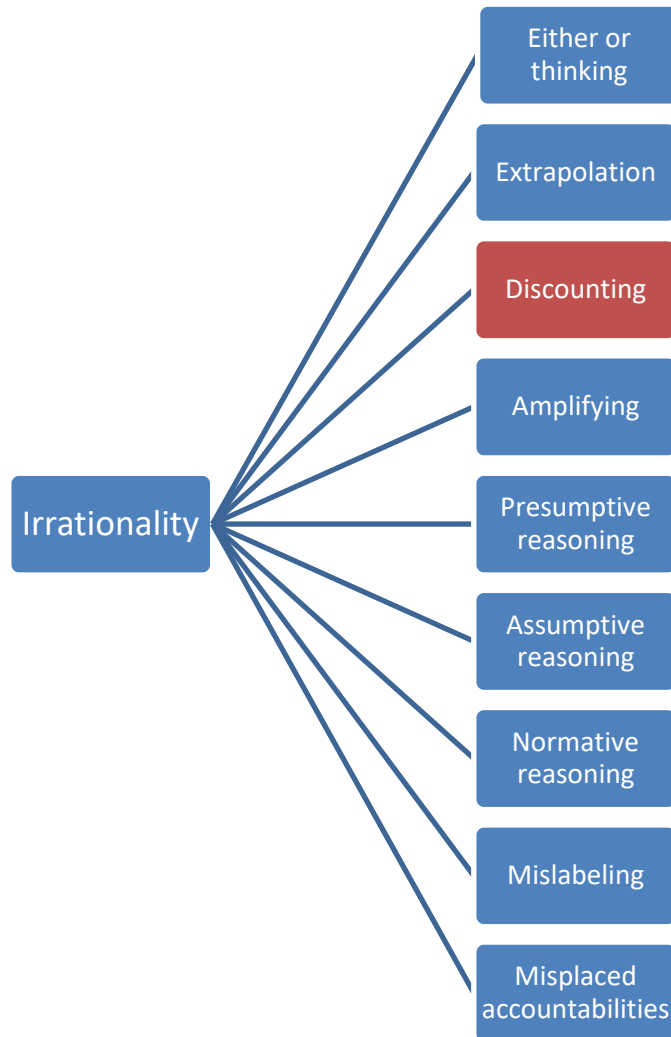 Either or
thinking
Extrapolation
Discounting
Amplifying
Irrationality
Presumptive
reasoning
Assumptive
reasoning
Normative
reasoning
Mislabeling
Misplaced
accountabilities